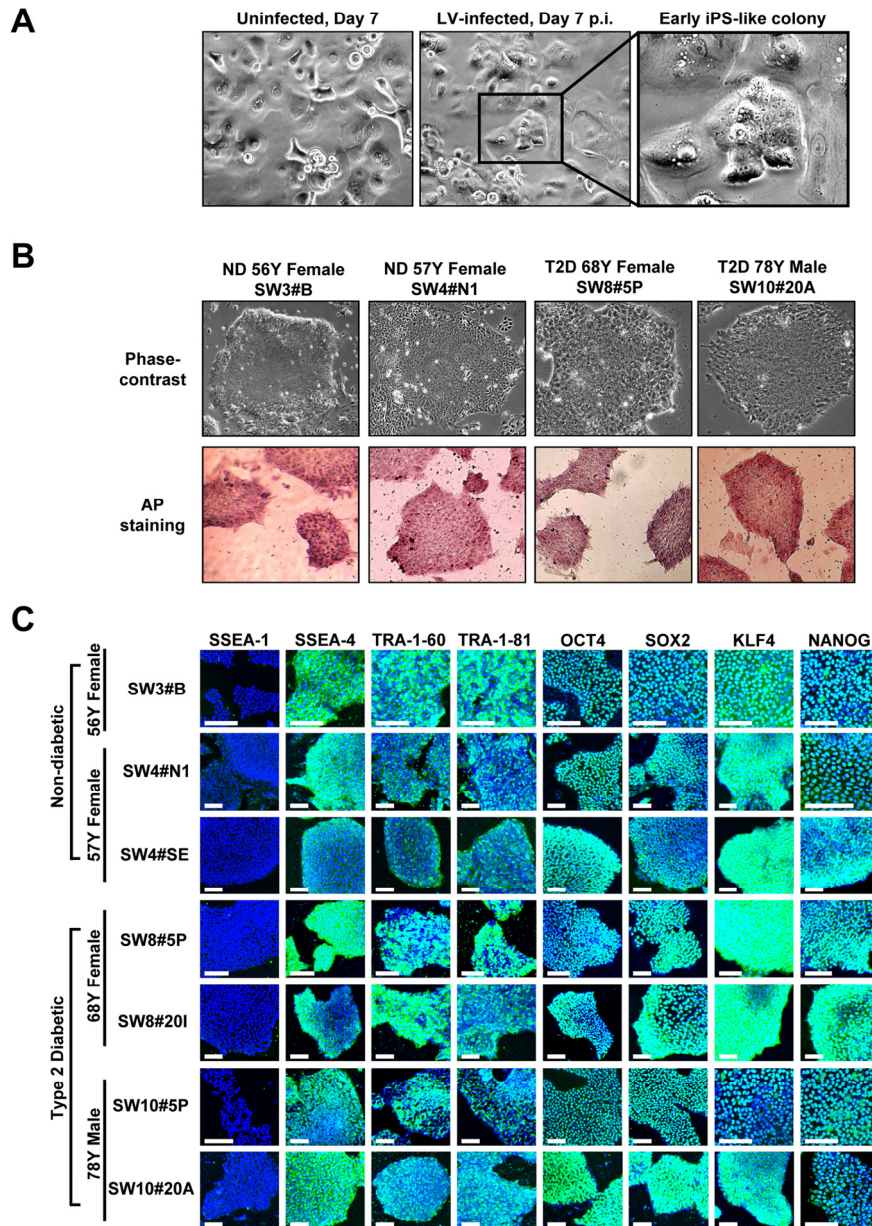 A
Uninfected, Day 7
LV-infected, Day 7 p.i.
Early iPS-like colony
B
ND 56Y Female
SW3#B
ND 57Y Female
SW4#N1
T2D 68Y Female
SW8#5P
T2D 78Y Male
SW10#20A
Phase-
contrast
AP
staining
C
SSEA-1
SSEA-4
TRA-1-60
TRA-1-81
OCT4
SOX2
KLF4
NANOG
Non-diabetic
56Y Female
SW3#B
57Y Female
SW4#N1
SW4#SE
Type 2 Diabetic
68Y Female
SW8#5P
SW8#20I
78Y Male
SW10#5P
SW10#20A